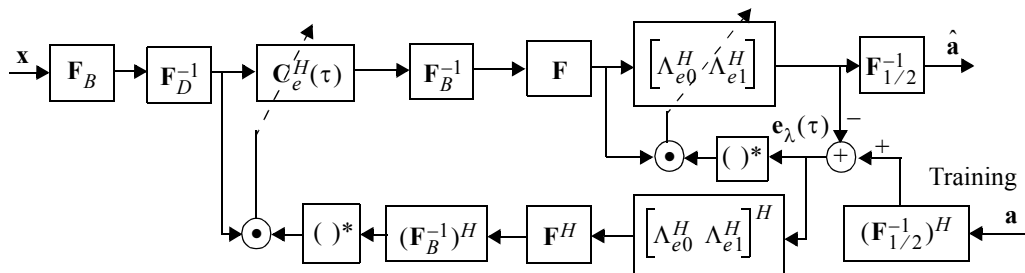 x
F_B
F_D^{-1}
C_e^H(τ)
F_B^{-1}
F
[Λ_{e0}^H Λ_{e1}^H]
F_{1/2}^{-1}
â
−
e_λ(τ)
+
+
( )*
Training
a
(F_{1/2}^{-1})^H
[Λ_{e0}^H Λ_{e1}^H]^H
F^H
(F_B^{-1})^H
( )*